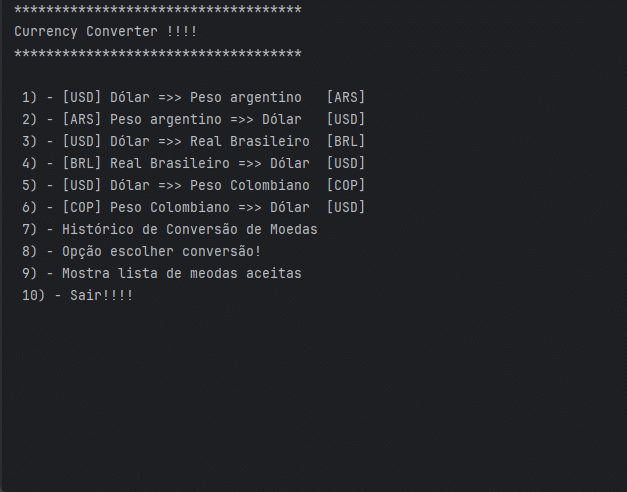 ************************************
Currency Converter !!!!
************************************
1) - [USD] Dólar =>> Peso argentino [ARS]
2) - [ARS] Peso argentino =>> Dólar [USD]
3) - [USD] Dólar =>> Real Brasileiro [BRL]
4) - [BRL] Real Brasileiro =>> Dólar [USD]
5) - [USD] Dólar =>> Peso Colombiano [COP]
6) - [COP] Peso Colombiano =>> Dólar [USD]
7) - Histórico de Conversão de Moedas
8) - Opção escolher conversão!
9) - Mostra lista de meodas aceitas
10) - Sair!!!!